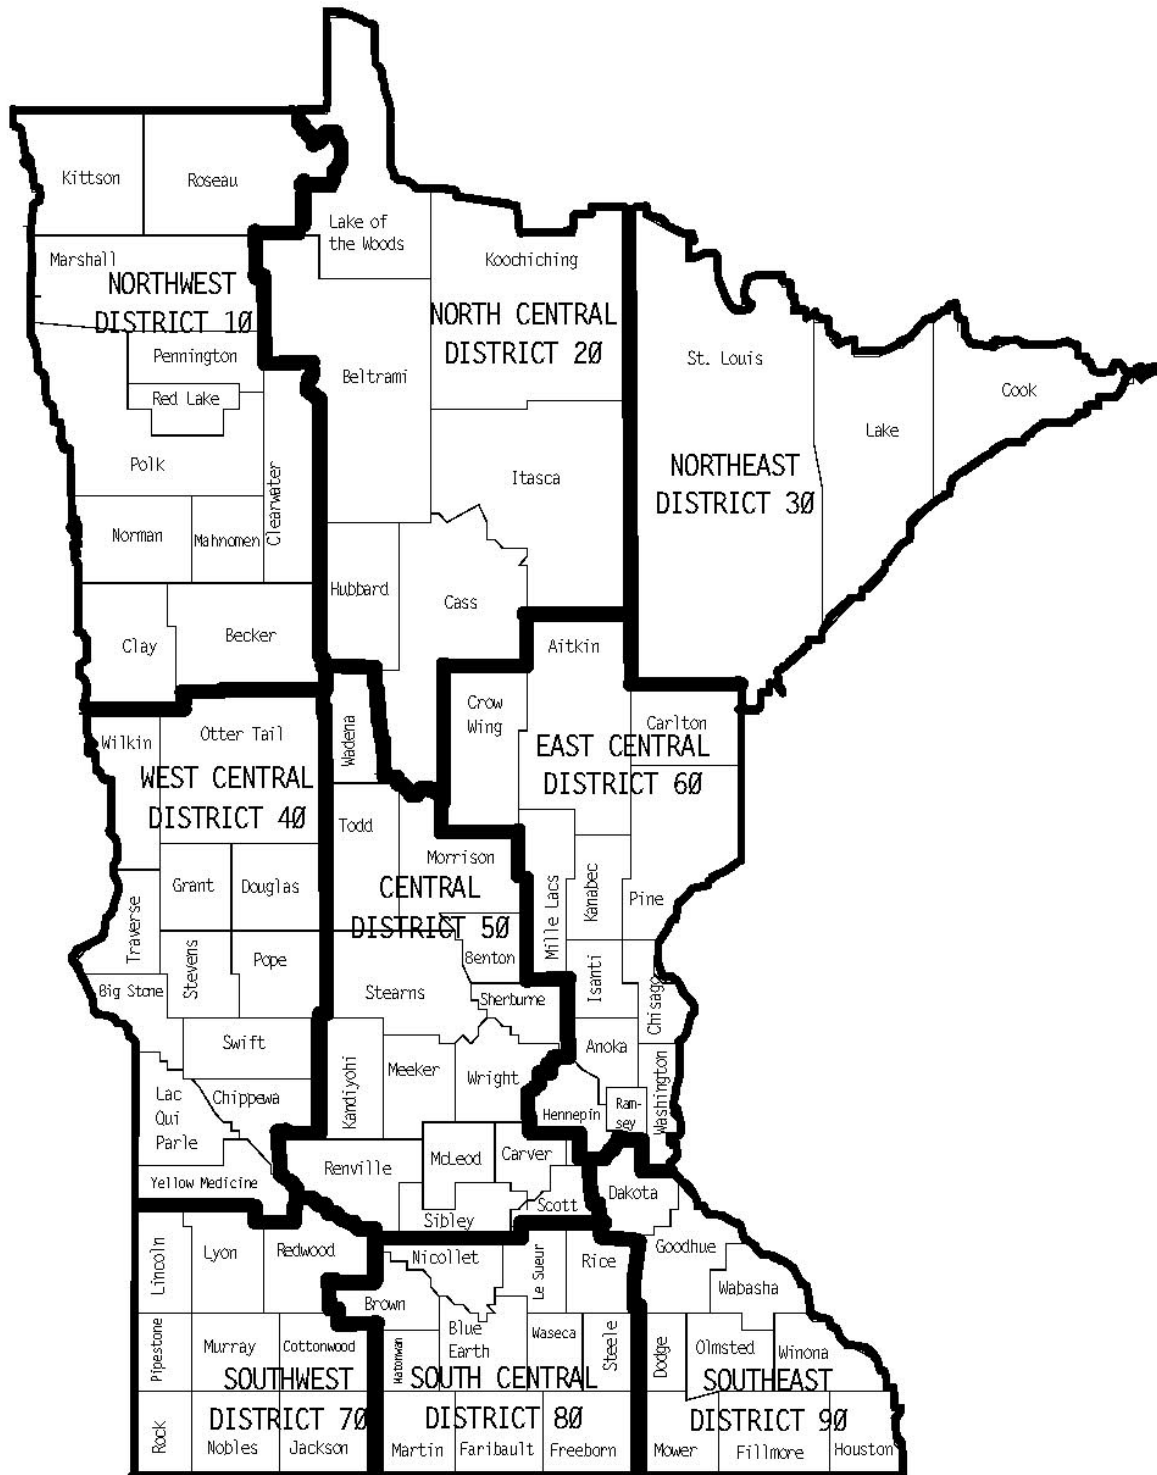 Kittson
Roseau
Lake of
the Woods
Marshall
Koochiching
NORTHWEST
DISTRICT 10
NORTH CENTRAL
DISTRICT 20
Pennington
Red Lake
Beltrami
St. Louis
Lake
Cook
Polk
Clearwater
Itasca
NORTHEAST
DISTRICT 30
Norman
Mahnomen
Hubbard
Cass
Clay
Becker
Aitkin
Wilkin
Otter Tail
Wadena
Crow
Wing
Carlton
EAST CENTRAL
DISTRICT 60
WEST CENTRAL
DISTRICT 40
Todd
Morrison
Grant
Douglas
CENTRAL
DISTRICT 50
Mille Lacs
Kanabec
Pine
Traverse
Stevens
Pope
Benton
Big Stone
Stearns
Sherburne
Isanti
Chisago
Swift
Kandiyohi
Meeker
Wright
Anoka
Washington
Lac
Qui
Parle
Chippewa
Hennepin
Ram-
sey
Yellow Medicine
Renville
McLeod
Carver
Scott
Dakota
Sibley
Lincoln
Lyon
Redwood
Nicollet
Le Sueur
Rice
Goodhue
Wabasha
Brown
Pipestone
Murray
Cottonwood
Watonwan
Blue
Earth
Waseca
Steele
Dodge
Olmsted
Winona
SOUTHWEST
DISTRICT 70
SOUTH CENTRAL
DISTRICT 80
SOUTHEAST
DISTRICT 90
Rock
Nobles
Jackson
Martin
Faribault
Freeborn
Mower
Fillmore
Houston